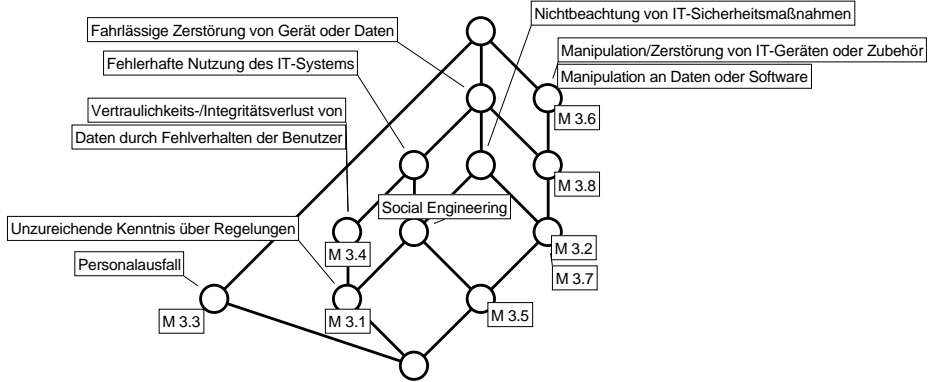 Nichtbeachtung von IT-Sicherheitsmaßnahmen
Fahrlässige Zerstörung von Gerät oder Daten
Manipulation/Zerstörung von IT-Geräten oder Zubehör
Fehlerhafte Nutzung des IT-Systems
Manipulation an Daten oder Software
Vertraulichkeits-/Integritätsverlust von
Daten durch Fehlverhalten der Benutzer
M 3.6
M 3.8
Social Engineering
Unzureichende Kenntnis über Regelungen
M 3.4
M 3.2
M 3.7
Personalausfall
M 3.3
M 3.1
M 3.5